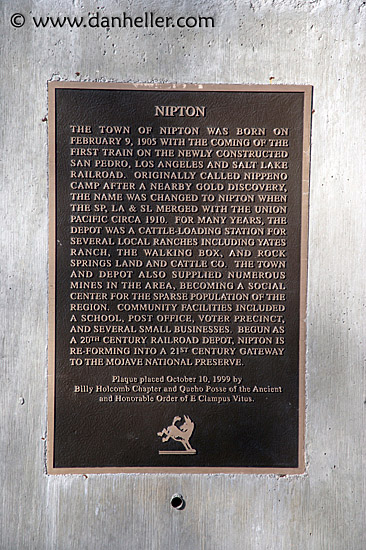 © www.danheller.com
NIPTON
THE TOWN OF NIPTON WAS BORN ON
FEBRUARY 9, 1905 WITH THE COMING OF THE
FIRST TRAIN ON THE NEWLY CONSTRUCTED
SAN PEDRO, LOS ANGELES AND SALT LAKE
RAILROAD. ORIGINALLY CALLED NIPPENO
CAMP AFTER A NEARBY GOLD DISCOVERY,
THE NAME WAS CHANGED TO NIPTON WHEN
THE SP, LA & SL MERGED WITH THE UNION
PACIFIC CIRCA 1910. FOR MANY YEARS, THE
DEPOT WAS A CATTLE-LOADING STATION FOR
SEVERAL LOCAL RANCHES INCLUDING YATES
RANCH, THE WALKING BOX, AND ROCK
SPRINGS LAND AND CATTLE CO. THE TOWN
AND DEPOT ALSO SUPPLIED NUMEROUS
MINES IN THE AREA, BECOMING A SOCIAL
CENTER FOR THE SPARSE POPULATION OF THE
REGION. COMMUNITY FACILITIES INCLUDED
A SCHOOL, POST OFFICE, VOTER PRECINCT,
AND SEVERAL SMALL BUSINESSES. BEGUN AS
A 20TH CENTURY RAILROAD DEPOT, NIPTON IS
RE-FORMING INTO A 21ST CENTURY GATEWAY
TO THE MOJAVE NATIONAL PRESERVE.
Plaque placed October 10, 1999 by
Billy Holcomb Chapter and Queho Posse of the Ancient
and Honorable Order of E Clampus Vitus.